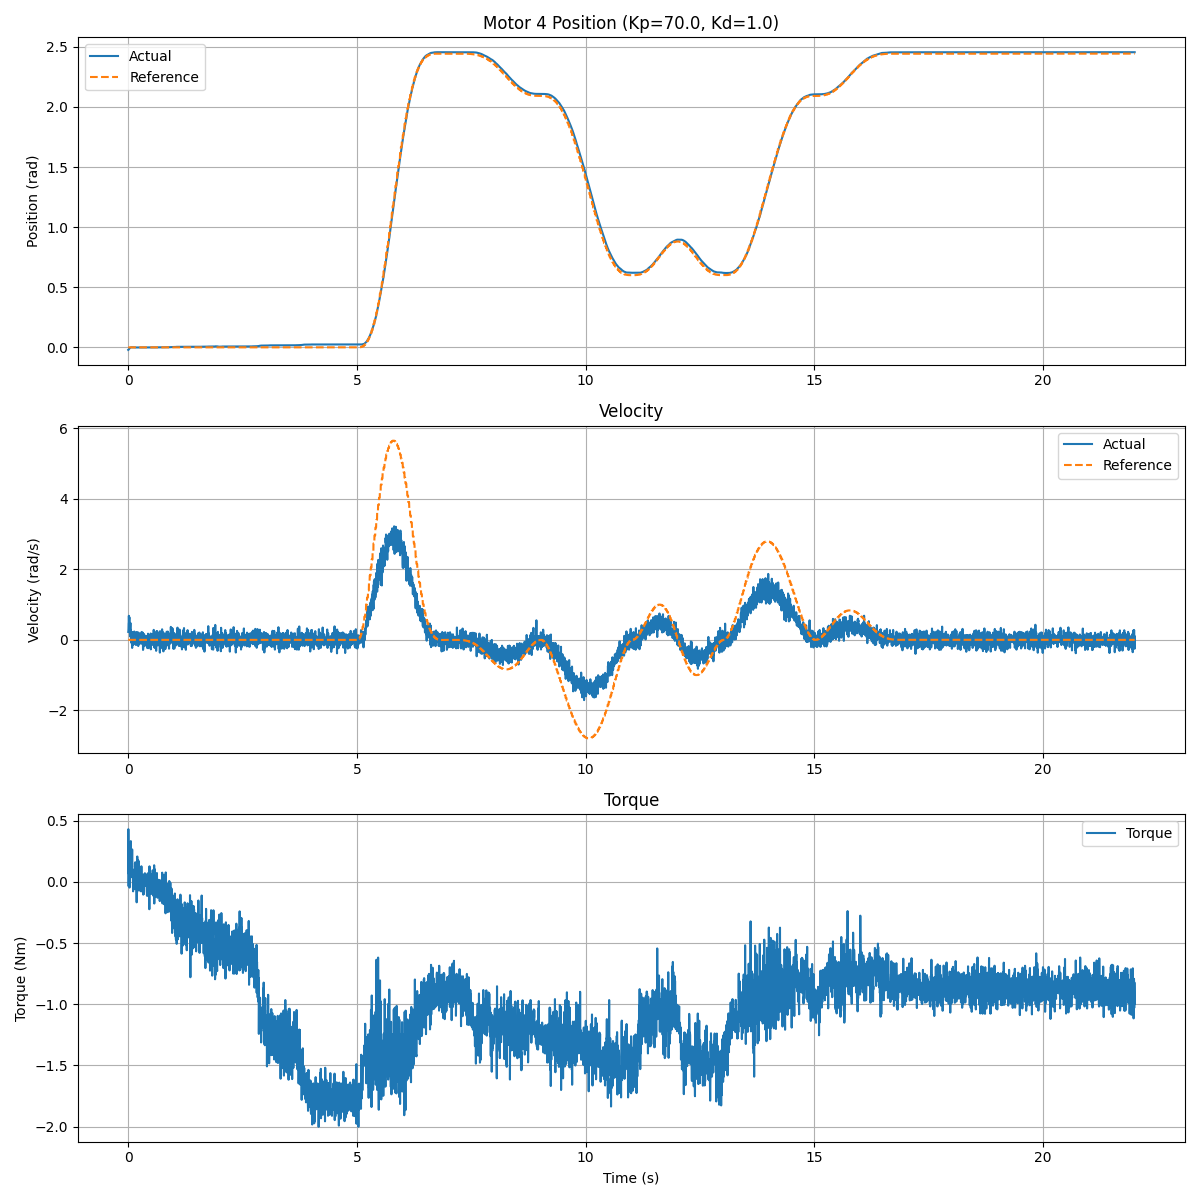 Motor 4 Position (Kp=70.0, Kd=1.0)
Actual
Reference
2.5
2.0
1.5
1.0
0.5
0.0
Position (rad)
0 5 10 15 20
Velocity
Actual
Reference
6
4
2
0
−2
Velocity (rad/s)
0 5 10 15 20
Torque
Torque
0.5
0.0
−0.5
−1.0
−1.5
−2.0
Torque (Nm)
0 5 10 15 20
Time (s)